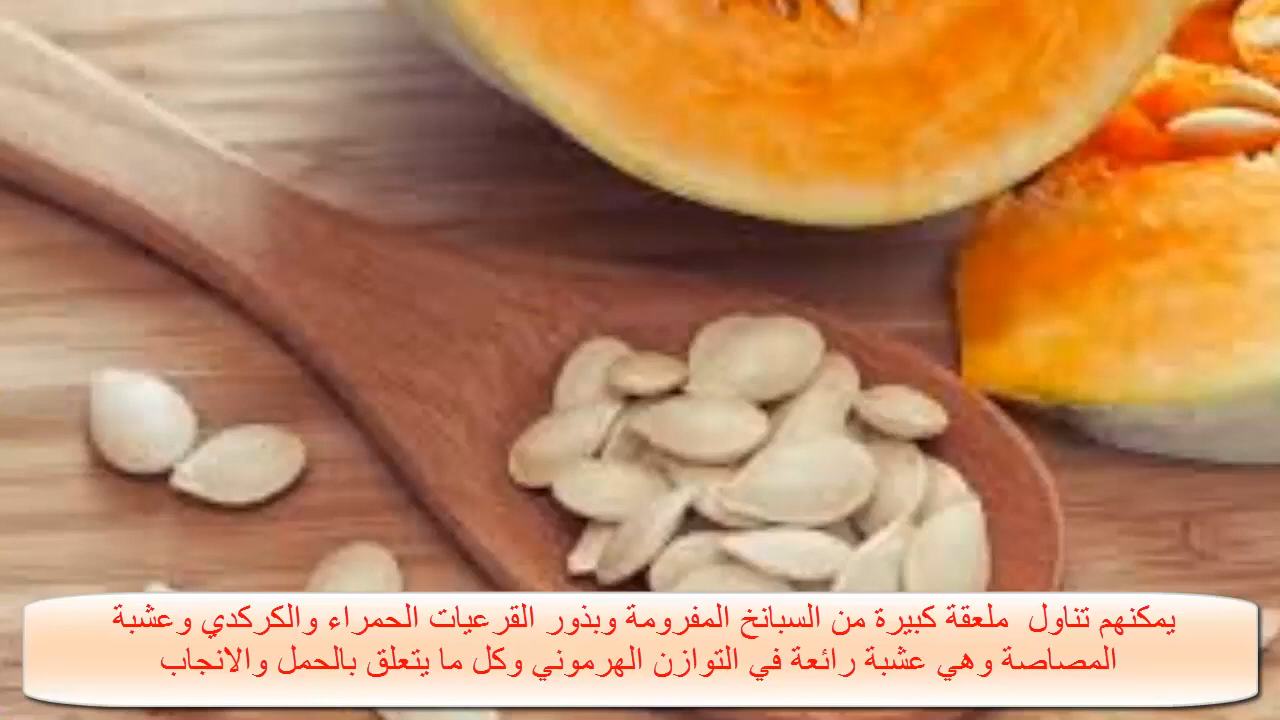 يمكنهم تناول ملعقة كبيرة من السبانخ المفرومة وبذور القرعيات الحمراء والكركدي وعشبة
المصاصة وهي عشبة رائعة في التوازن الهرموني وكل ما يتعلق بالحمل والانجاب